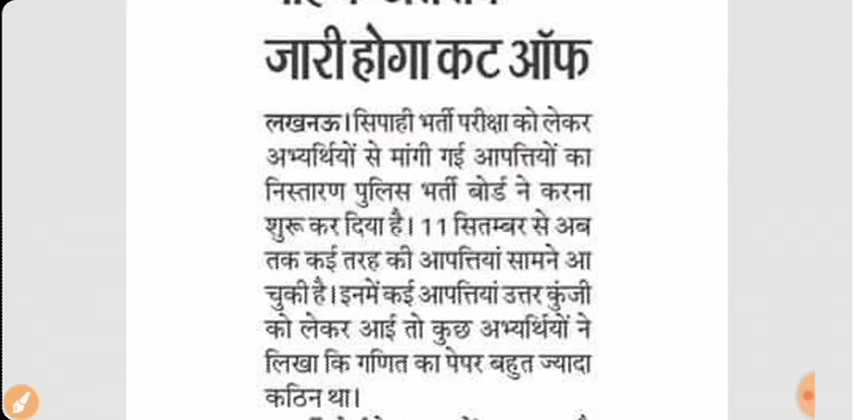 जारी होगा कट ऑफ
लखनऊ। सिपाही भर्ती परीक्षा को लेकर
अभ्यर्थियों से मांगी गई आपत्तियों का
निस्तारण पुलिस भर्ती बोर्ड ने करना
शुरू कर दिया है। 11 सितम्बर से अब
तक कई तरह की आपत्तियां सामने आ
चुकी है। इनमें कई आपत्तियां उत्तर कुंजी
को लेकर आई तो कुछ अभ्यर्थियों ने
लिखा कि गणित का पेपर बहुत ज्यादा
कठिन था।